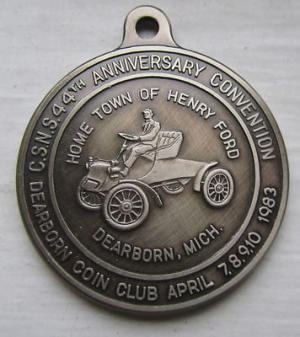 C.S.N.S. 44TH ANNIVERSARY CONVENTION
DEARBORN COIN CLUB APRIL 7,8,9,10 1983
HOME TOWN OF HENRY FORD
DEARBORN, MICH.